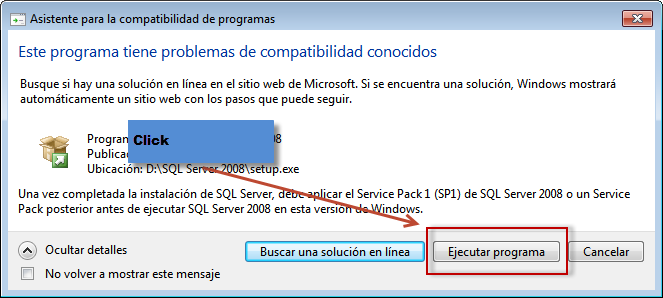 Asistente para la compatibilidad de programas
Este programa tiene problemas de compatibilidad conocidos
Busque si hay una solución en línea en el sitio web de Microsoft. Si se encuentra una solución, Windows mostrará
automáticamente un sitio web con los pasos que puede seguir.
Click
Ubicación: D:\SQL Server 2008\setup.exe
Una vez completada la instalación de SQL Server, debe aplicar el Service Pack 1 (SP1) de SQL Server 2008 o un Service
Pack posterior antes de ejecutar SQL Server 2008 en esta versión de Windows.
Ocultar detalles
Buscar una solución en línea
Ejecutar programa
Cancelar
No volver a mostrar este mensaje